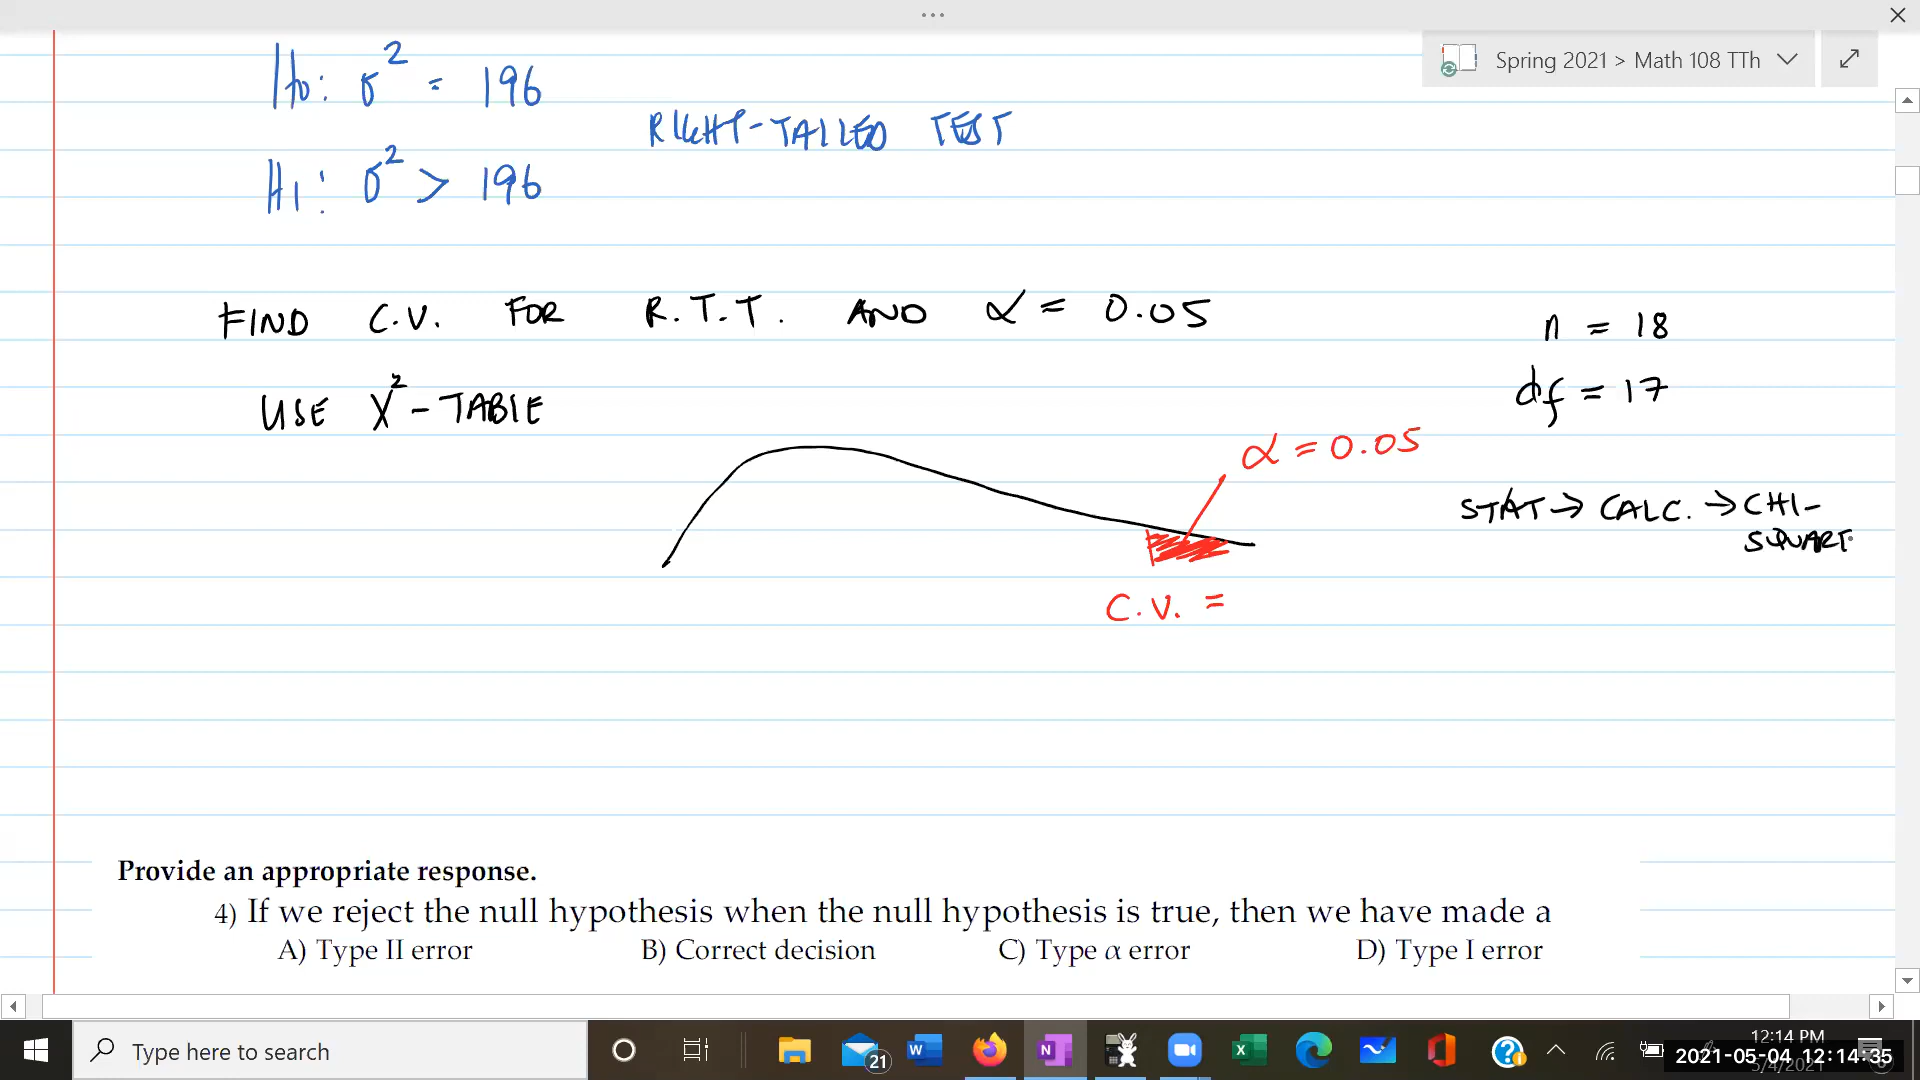 Spring 2021 > Math 108 TTh
H0: σ² = 196
RIGHT-TAILED TEST
H1: σ² > 196
FIND C.V. FOR R.T.T. AND α = 0.05
n = 18
df = 17
USE X²-TABLE
α = 0.05
STAT → CALC. → CHI-
SQUARE
C.V. =
Provide an appropriate response.
4) If we reject the null hypothesis when the null hypothesis is true, then we have made a
A) Type II error B) Correct decision C) Type α error D) Type I error
Type here to search
21
12:14 PM
2021-05-04 12:14:35